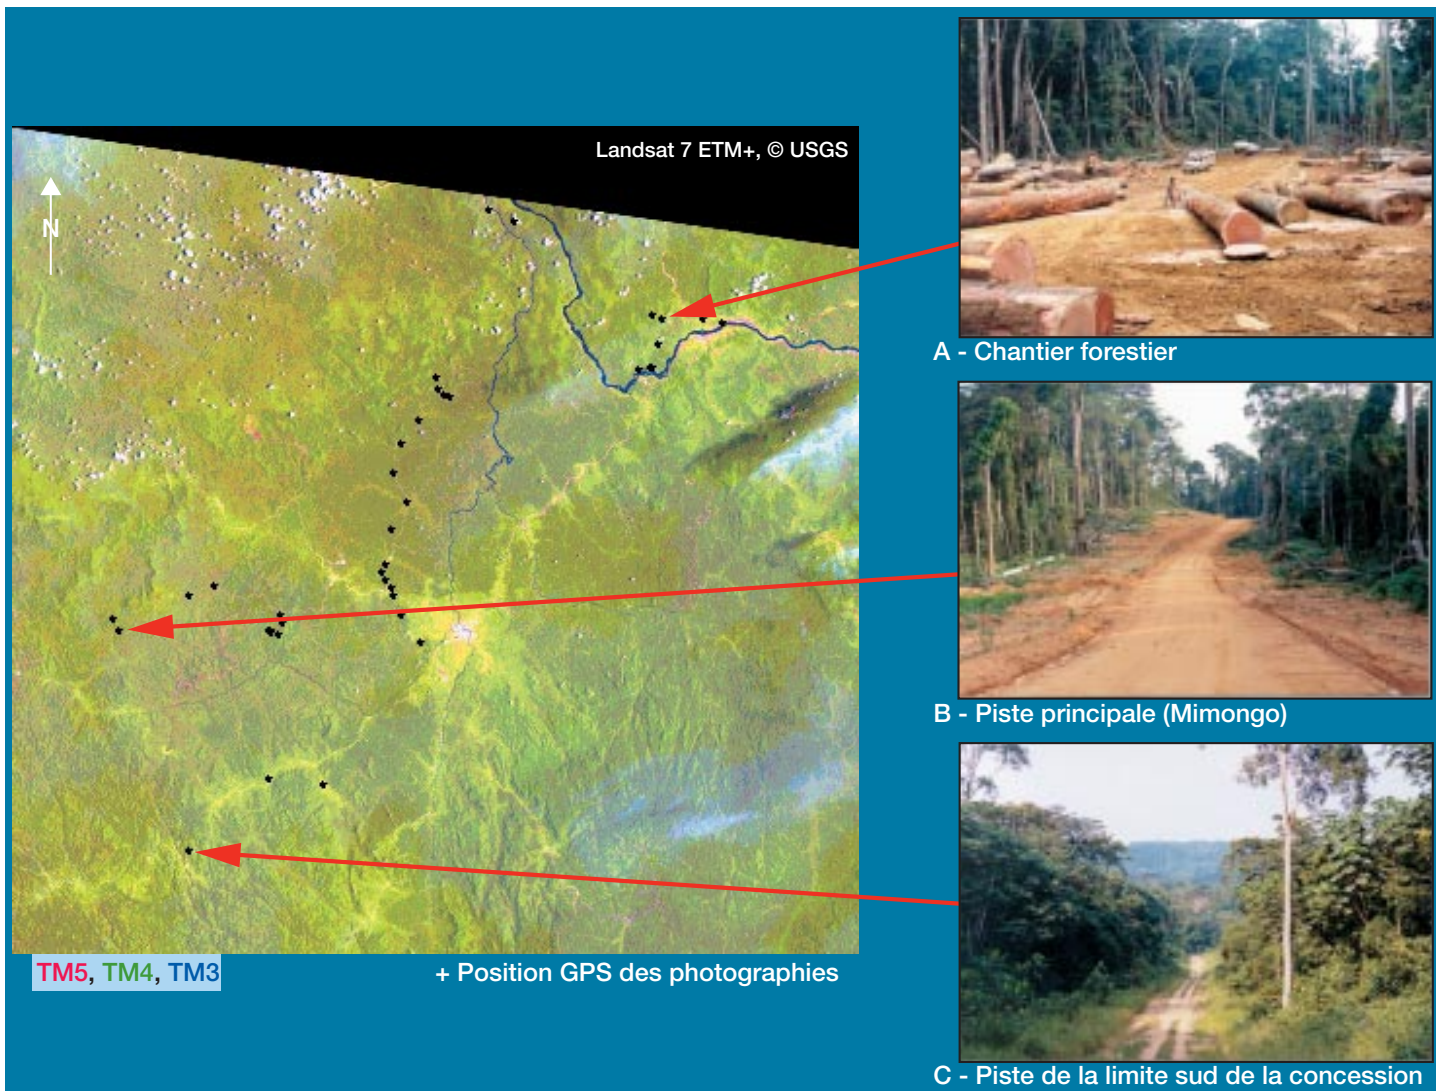 Landsat 7 ETM+, © USGS
N
A - Chantier forestier
B - Piste principale (Mimongo)
TM5, TM4, TM3
+ Position GPS des photographies
C - Piste de la limite sud de la concession